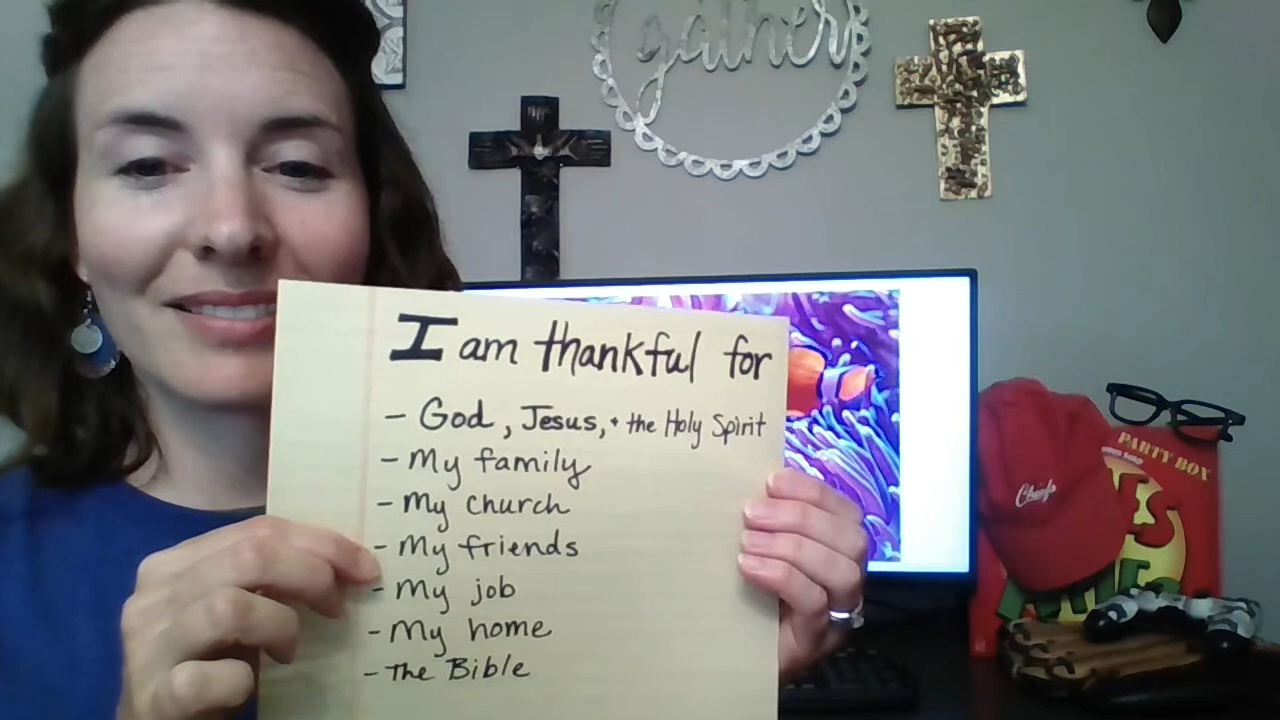 gather
I am thankful for
- God, Jesus, + the Holy Spirit
- My family
- My church
- My friends
- My job
- My home
- The Bible
Chiefs
PARTY BOX